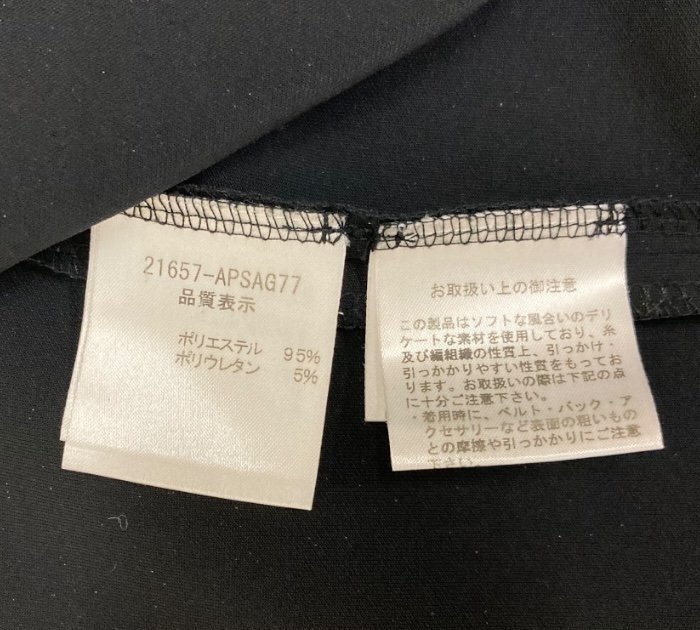 21657-APSAG77
品質表示
ポリエステル 95%
ポリウレタン 5%
お取扱い上の御注意
この製品はソフトな風合いのデリ
ケートな素材を使用しており、糸
及び編組織の性質上、引っかけ・
引っかかりやすい性質をもってお
ります。お取扱いの際は下記の点
に十分ご注意下さい。
・着用時に、ベルト・バック・ア
クセサリーなど表面の粗いもの
との摩擦や引っかかりにご注意
下さい。